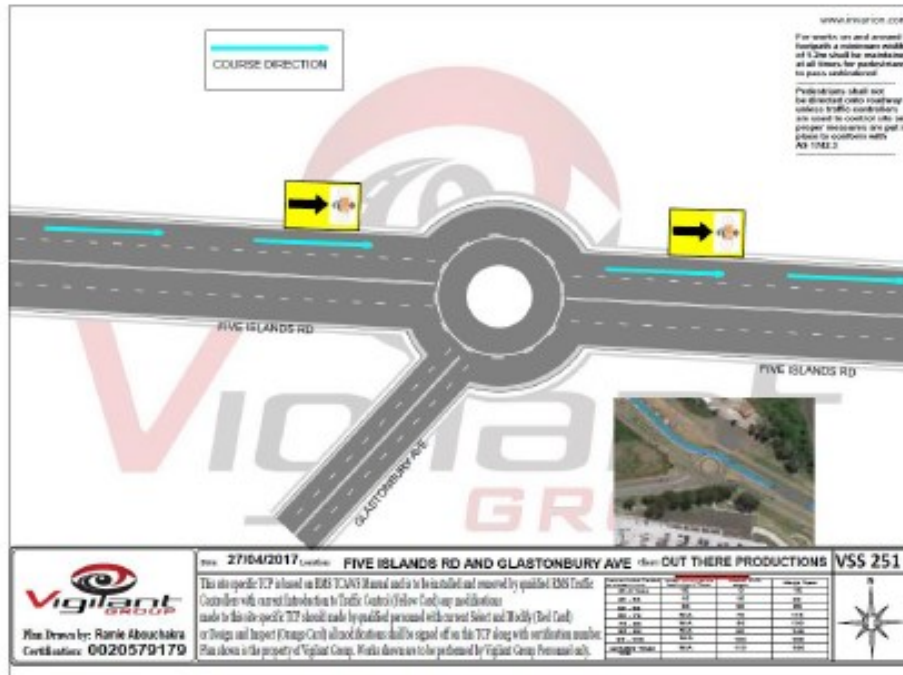 COURSE DIRECTION
For works on and around
footpath a minimum width
of 1.2m shall be maintained
at all times for pedestrians
to pass unhindered
Pedestrians shall not
be directed onto roadway
unless traffic controllers
are used to control site and
proper measures are put in
place to conform with
AS 1742.3
FIVE ISLANDS RD
FIVE ISLANDS RD
GLASTONBURY AVE
Vigilant
GROUP
Vigilant
GROUP
Plan Drawn by: Ramie Abouchakra
Certification: 0020579179
Date: 27/04/2017 Location: FIVE ISLANDS RD AND GLASTONBURY AVE Client: OUT THERE PRODUCTIONS
This site specific TCP is based on RMS TCAWS Manual and is to be installed and removed by qualified RMS Traffic
Controllers with current Introduction to Traffic Control (Yellow Card) any modifications
made to this site specific TCP should made by qualified personnel with current Select and Modify (Red Card)
or Design and Inspect (Orange Card) all modifications shall be signed off on this TCP along with certification number.
Plan shown is the property of Vigilant Group. Works shown are to be performed by Vigilant Group Personnel only.
VSS 251
N